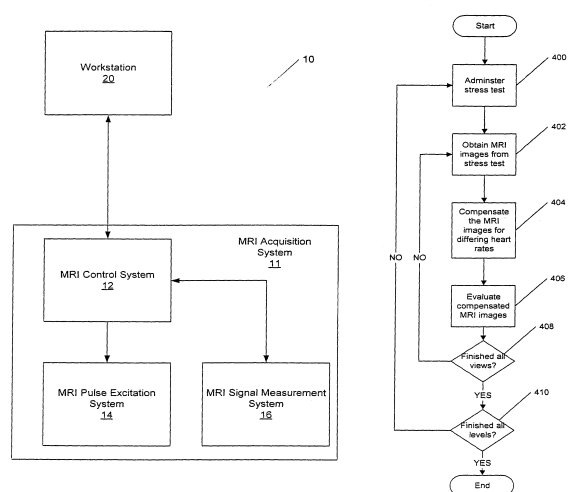 Workstation
20
10
MRI Acquisition
System
11
MRI Control System
12
MRI Pulse Excitation
System
14
MRI Signal Measurement
System
16
Start
Adminster
stress test
400
Obtain MRI
images from
stress test
402
Compensate
the MRI
images for
differing heart
rates
404
NO
NO
Evaluate
compensated
MRI images
406
Finished all
views?
408
YES
Finished all
levels?
410
YES
End